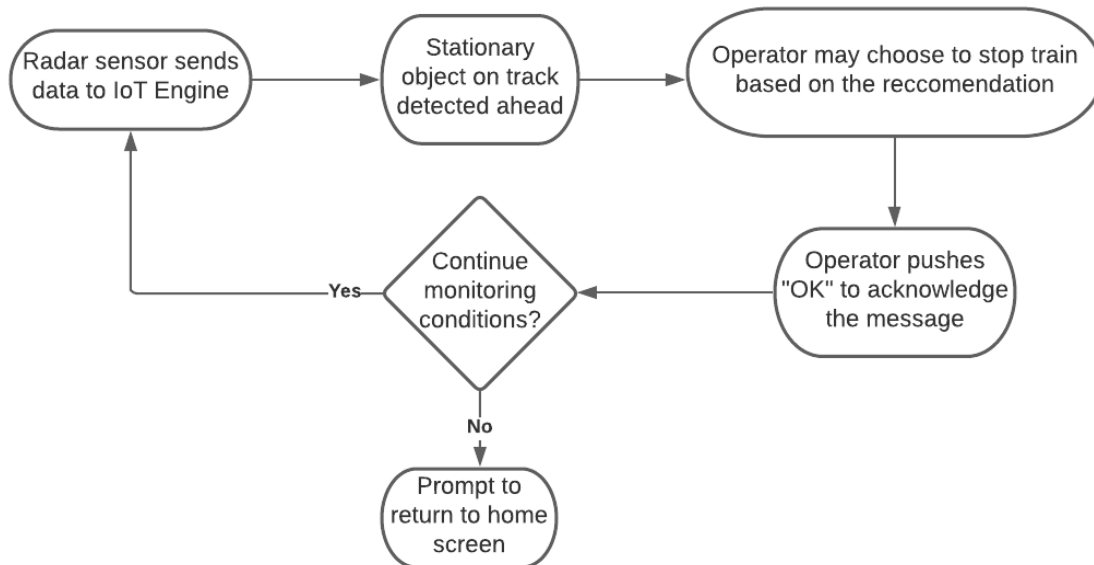 Radar sensor sends
data to IoT Engine
Stationary
object on track
detected ahead
Operator may choose to stop train
based on the reccomendation
Operator pushes
"OK" to acknowledge
the message
Continue
monitoring
conditions?
Yes
No
Prompt to
return to home
screen